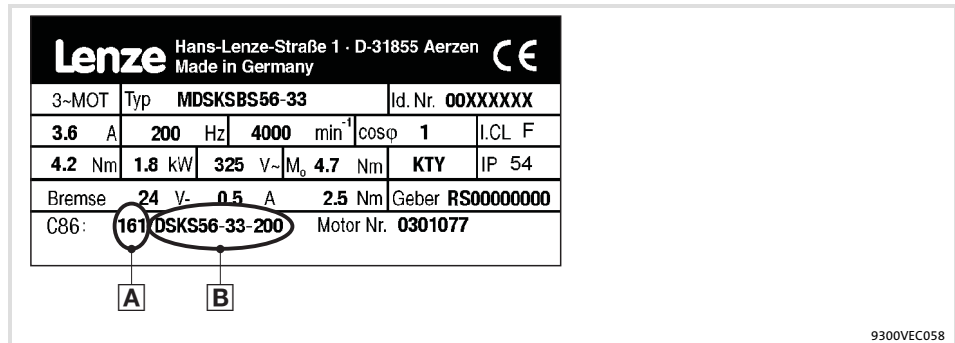 Lenze Hans-Lenze-Straße 1 · D-31855 Aerzen CE
Made in Germany
3~MOT Typ MDSKSBS56-33 Id. Nr. 00XXXXXX
3.6 A 200 Hz 4000 min⁻¹ cosφ 1 I.CL F
4.2 Nm 1.8 kW 325 V~ M₀ 4.7 Nm KTY IP 54
Bremse 24 V- 0.5 A 2.5 Nm Geber RS00000000
C86: 161 DSKS56-33-200 Motor Nr. 0301077
A B
9300VEC058